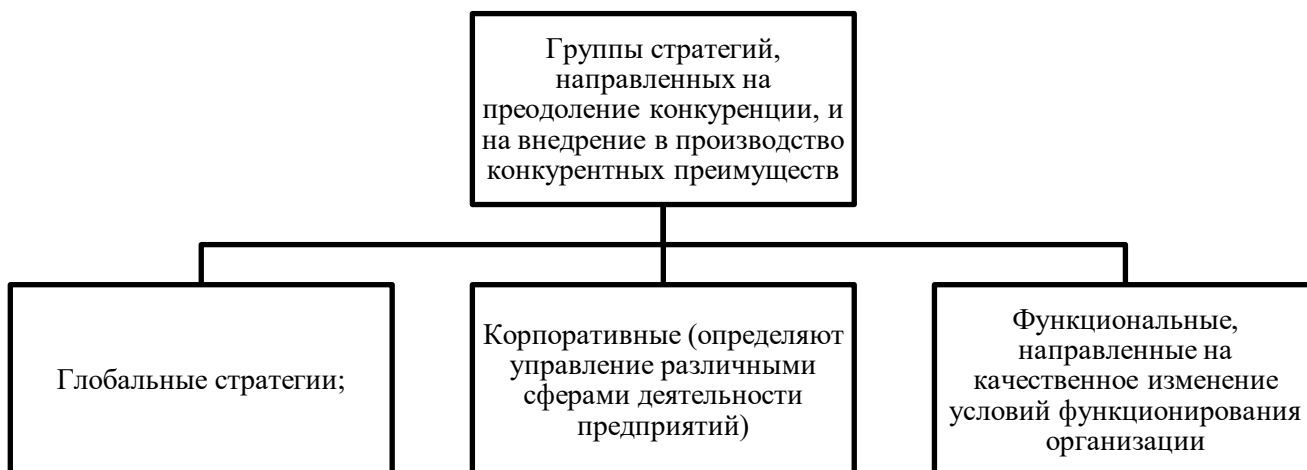 Группы стратегий,
направленных на
преодоление конкуренции, и
на внедрение в производство
конкурентных преимуществ
Глобальные стратегии;
Корпоративные (определяют
управление различными
сферами деятельности
предприятий)
Функциональные,
направленные на
качественное изменение
условий функционирования
организации